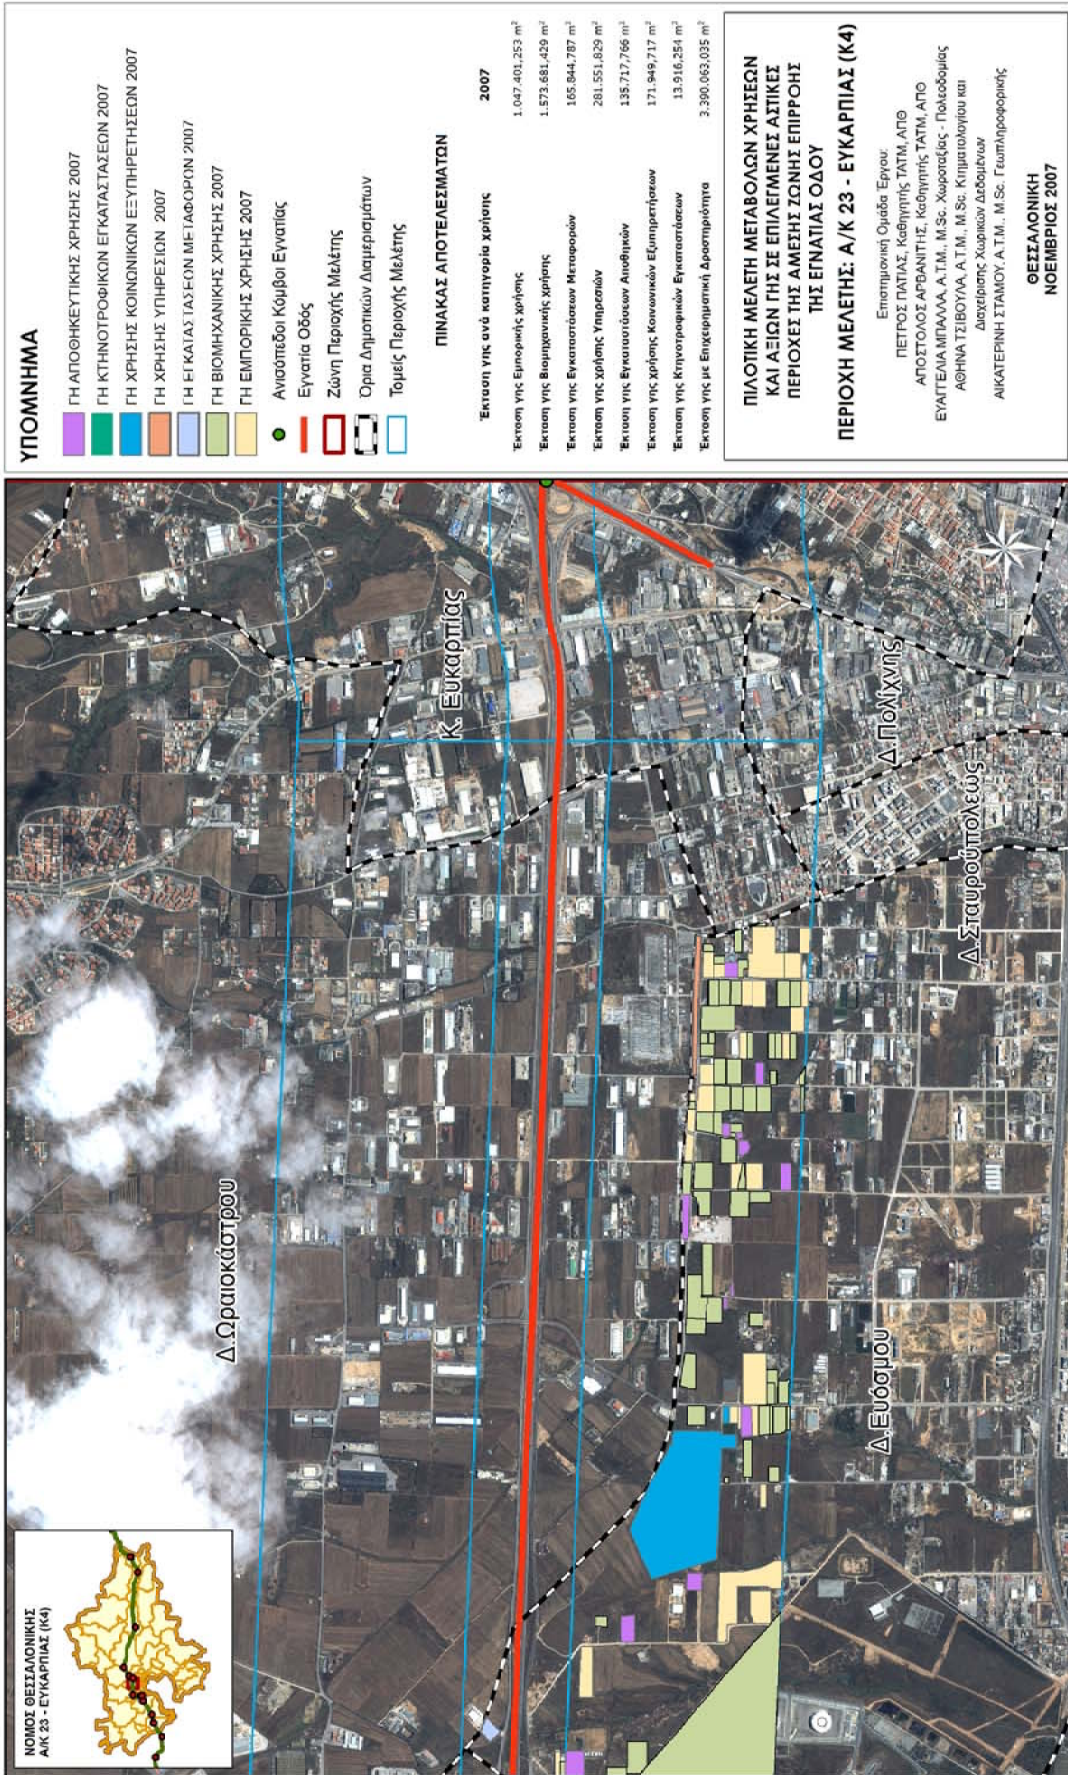 ΥΠΟΜΝΗΜΑ
ΓΗ ΑΠΟΘΗΚΕΥΤΙΚΗΣ ΧΡΗΣΗΣ 2007
ΓΗ ΚΤΗΝΟΤΡΟΦΙΚΩΝ ΕΓΚΑΤΑΣΤΑΣΕΩΝ 2007
ΓΗ ΧΡΗΣΗΣ ΚΟΙΝΩΝΙΚΩΝ ΕΞΥΠΗΡΕΤΗΣΕΩΝ 2007
ΓΗ ΧΡΗΣΗΣ ΥΠΗΡΕΣΙΩΝ 2007
ΓΗ ΕΓΚΑΤΑΣΤΑΣΕΩΝ ΜΕΤΑΦΟΡΩΝ 2007
ΓΗ ΒΙΟΜΗΧΑΝΙΚΗΣ ΧΡΗΣΗΣ 2007
ΓΗ ΕΜΠΟΡΙΚΗΣ ΧΡΗΣΗΣ 2007
Ανισόπεδοι Κόμβοι Εγνατίας
Εγνατία Οδός
Ζώνη Περιοχής Μελέτης
Όρια Δημοτικών Διαμερισμάτων
Τομείς Περιοχής Μελέτης
ΠΙΝΑΚΑΣ ΑΠΟΤΕΛΕΣΜΑΤΩΝ
Έκταση γης ανά κατηγορία χρήσης 2007
Έκταση γης Εμπορικής χρήσης 1.047.401,253 m²
Έκταση γης Βιομηχανικής χρήσης 1.573.681,429 m²
Έκταση γης Εγκαταστάσεων Μεταφορών 165.844,787 m²
Έκταση γης χρήσης Υπηρεσιών 281.551,829 m²
Έκταση γης Εγκαταστάσεων Αποθηκών 135.717,766 m²
Έκταση γης χρήσης Κοινωνικών Εξυπηρετήσεων 171.949,717 m²
Έκταση γης Κτηνοτροφικών Εγκαταστάσεων 13.916,254 m²
Έκταση γης με Επιχειρηματική Δραστηριότητα 3.390.063,035 m²
ΠΙΛΟΤΙΚΗ ΜΕΛΕΤΗ ΜΕΤΑΒΟΛΩΝ ΧΡΗΣΕΩΝ
ΚΑΙ ΑΞΙΩΝ ΓΗΣ ΣΕ ΕΠΙΛΕΓΜΕΝΕΣ ΑΣΤΙΚΕΣ
ΠΕΡΙΟΧΕΣ ΤΗΣ ΑΜΕΣΗΣ ΖΩΝΗΣ ΕΠΙΡΡΟΗΣ
ΤΗΣ ΕΓΝΑΤΙΑΣ ΟΔΟΥ
ΠΕΡΙΟΧΗ ΜΕΛΕΤΗΣ: Α/Κ 23 - ΕΥΚΑΡΠΙΑΣ (Κ4)
Επιστημονική Ομάδα Έργου:
ΠΕΤΡΟΣ ΠΑΤΙΑΣ, Καθηγητής ΤΑΤΜ, ΑΠΘ
ΑΠΟΣΤΟΛΟΣ ΑΡΒΑΝΙΤΗΣ, Καθηγητής ΤΑΤΜ, ΑΠΘ
ΕΥΑΓΓΕΛΙΑ ΜΠΑΛΛΑ, Α.Τ.Μ., M.Sc. Χωροταξίας - Πολεοδομίας
ΑΘΗΝΑ ΤΣΙΒΟΥΛΑ, Α.Τ.Μ., M.Sc. Κτηματολογίου και
Διαχείρισης Χωρικών Δεδομένων
ΑΙΚΑΤΕΡΙΝΗ ΣΤΑΜΟΥ, Α.Τ.Μ., M.Sc. Γεωπληροφορικής
ΘΕΣΣΑΛΟΝΙΚΗ
ΝΟΕΜΒΡΙΟΣ 2007
ΝΟΜΟΣ ΘΕΣΣΑΛΟΝΙΚΗΣ
Α/Κ 23 - ΕΥΚΑΡΠΙΑΣ (Κ4)
Δ.Ωραιοκάστρου
Κ. Ευκαρπίας
Δ.Πολίχνης
Δ.Σταυρουπόλεως
Δ.Ευόσμου